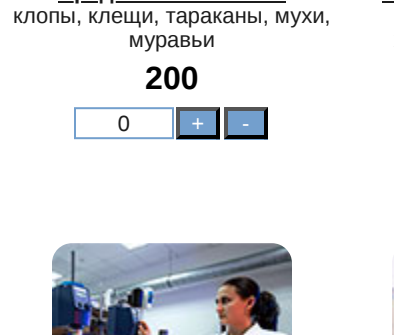 клопы, клещи, тараканы, мухи,
муравьи
200
0
+
-